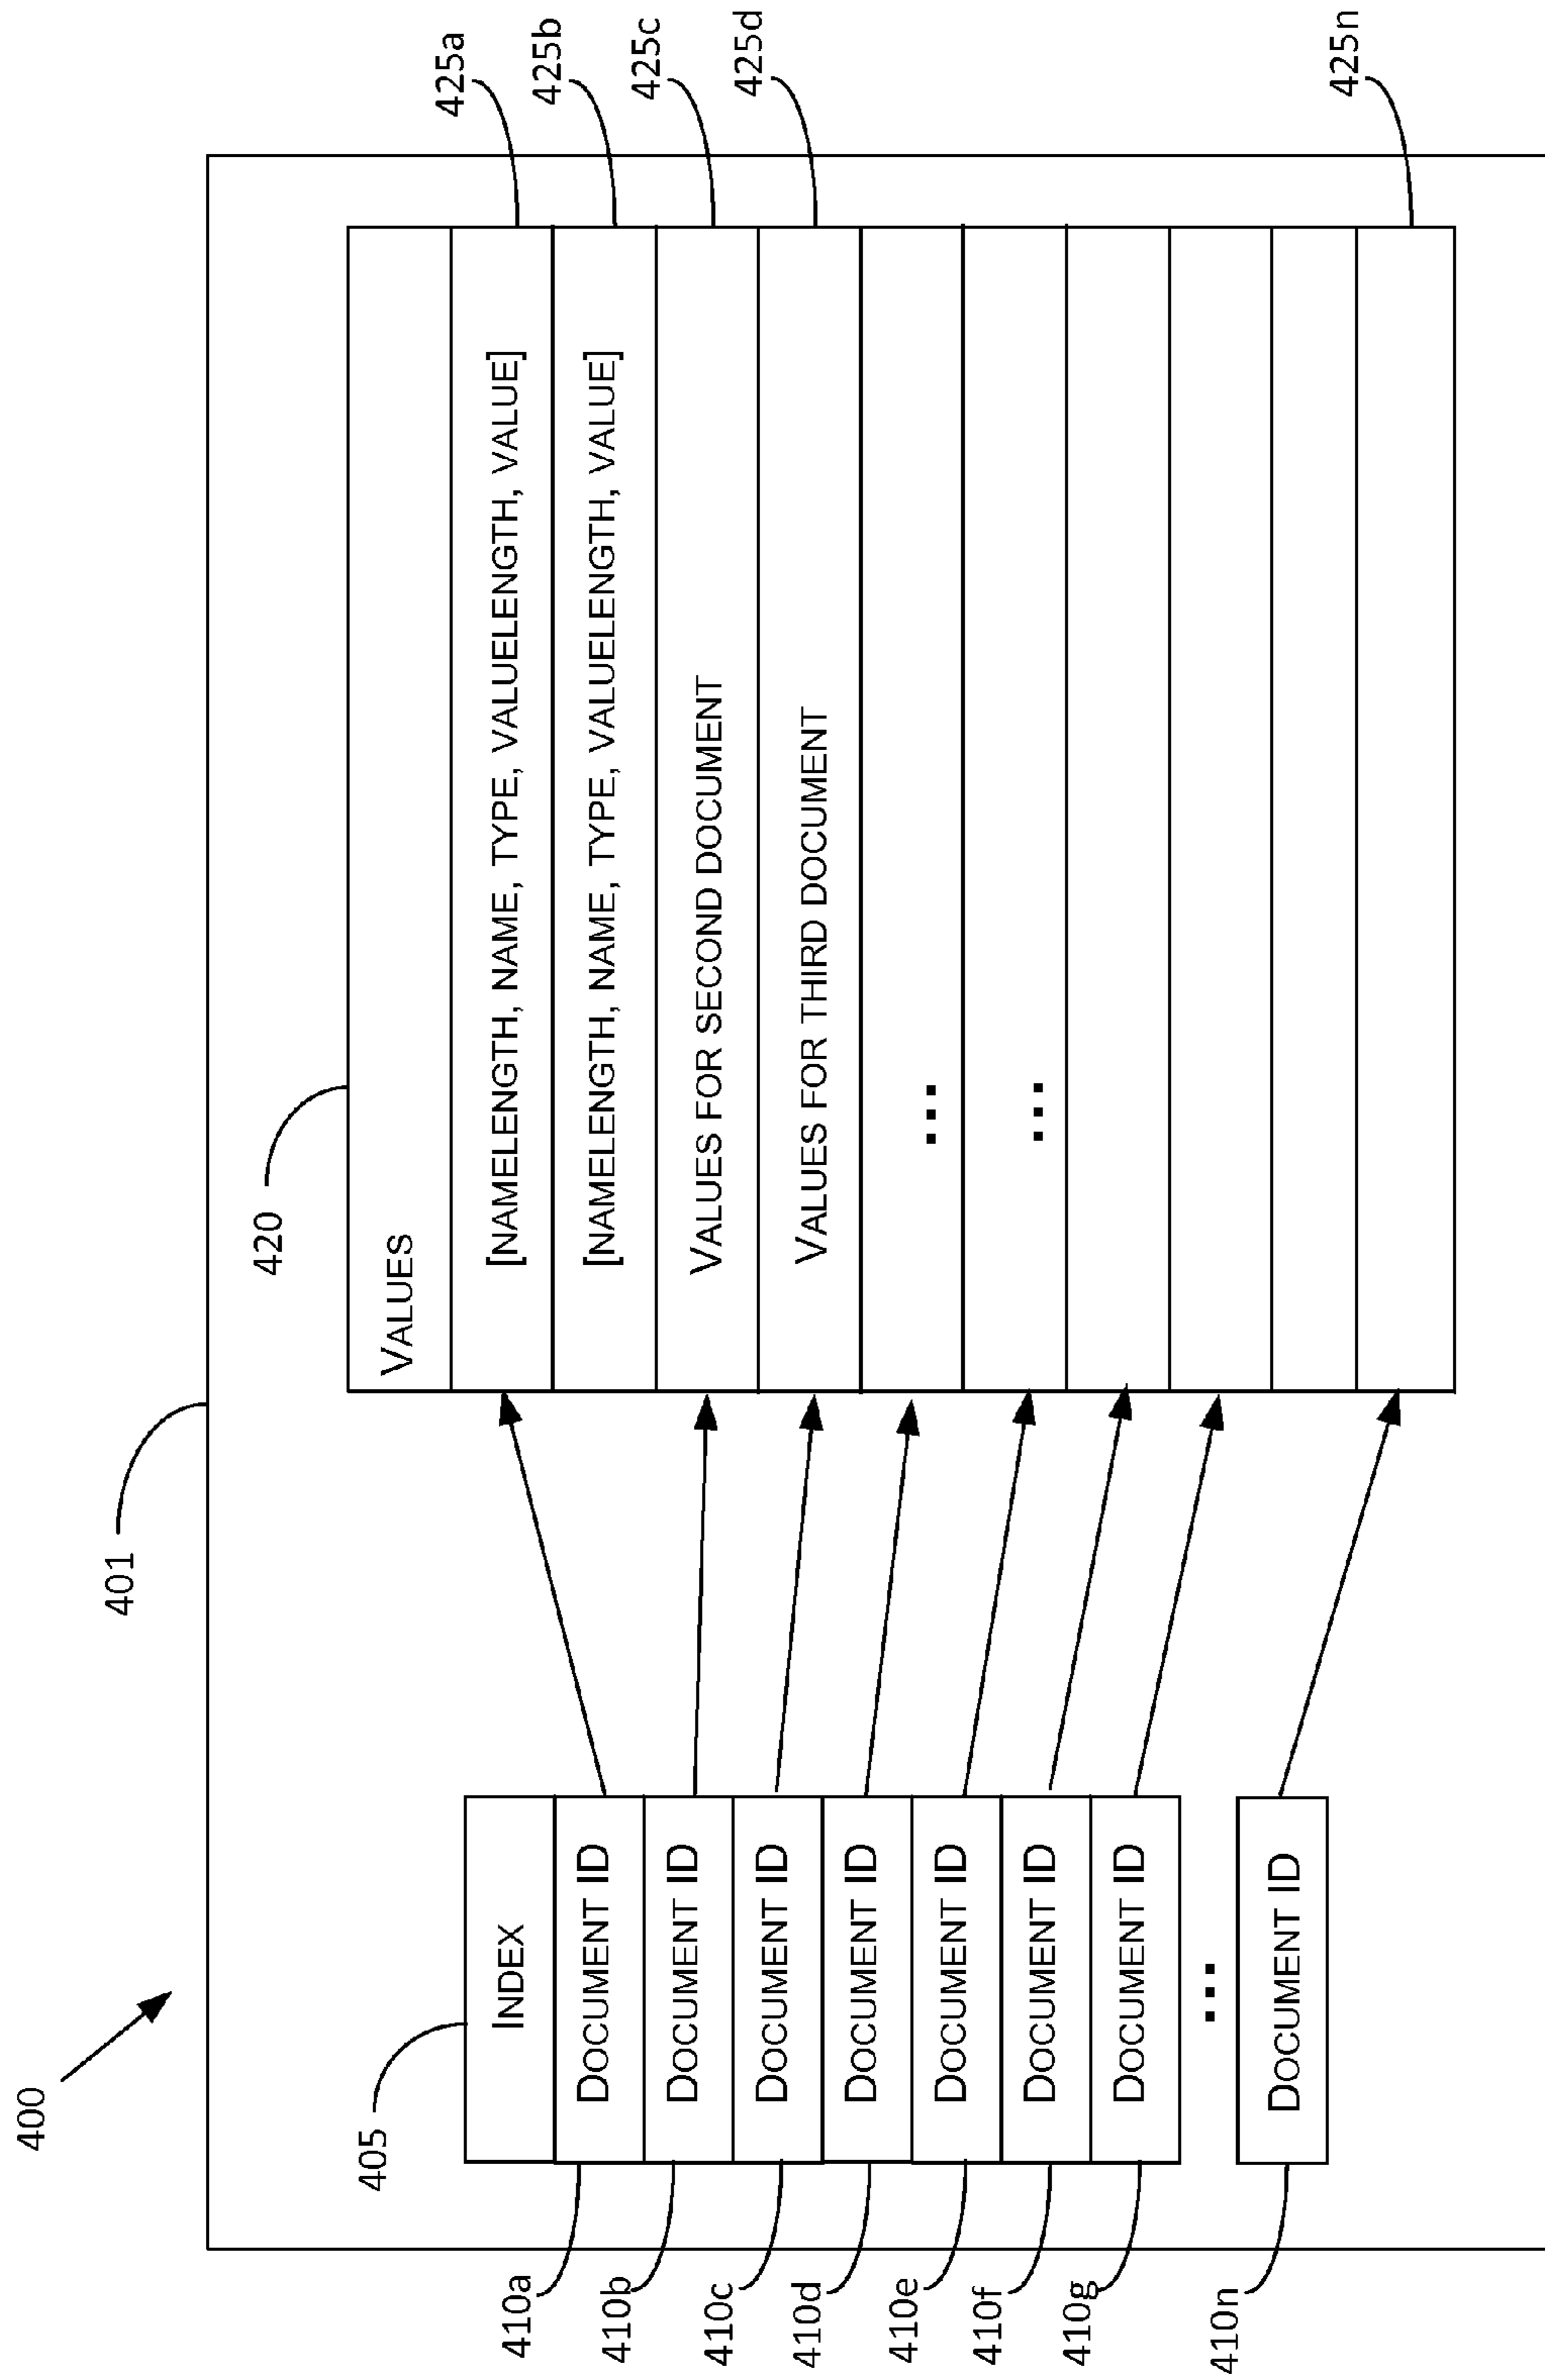 400
401
405
INDEX
410a
DOCUMENT ID
410b
DOCUMENT ID
410c
DOCUMENT ID
410d
DOCUMENT ID
410e
DOCUMENT ID
410f
DOCUMENT ID
410g
DOCUMENT ID
...
410n
DOCUMENT ID
420
VALUES
[NAMELENGTH, NAME, TYPE, VALUELENGTH, VALUE]
425a
[NAMELENGTH, NAME, TYPE, VALUELENGTH, VALUE]
425b
VALUES FOR SECOND DOCUMENT
425c
VALUES FOR THIRD DOCUMENT
425d
...
...
425n